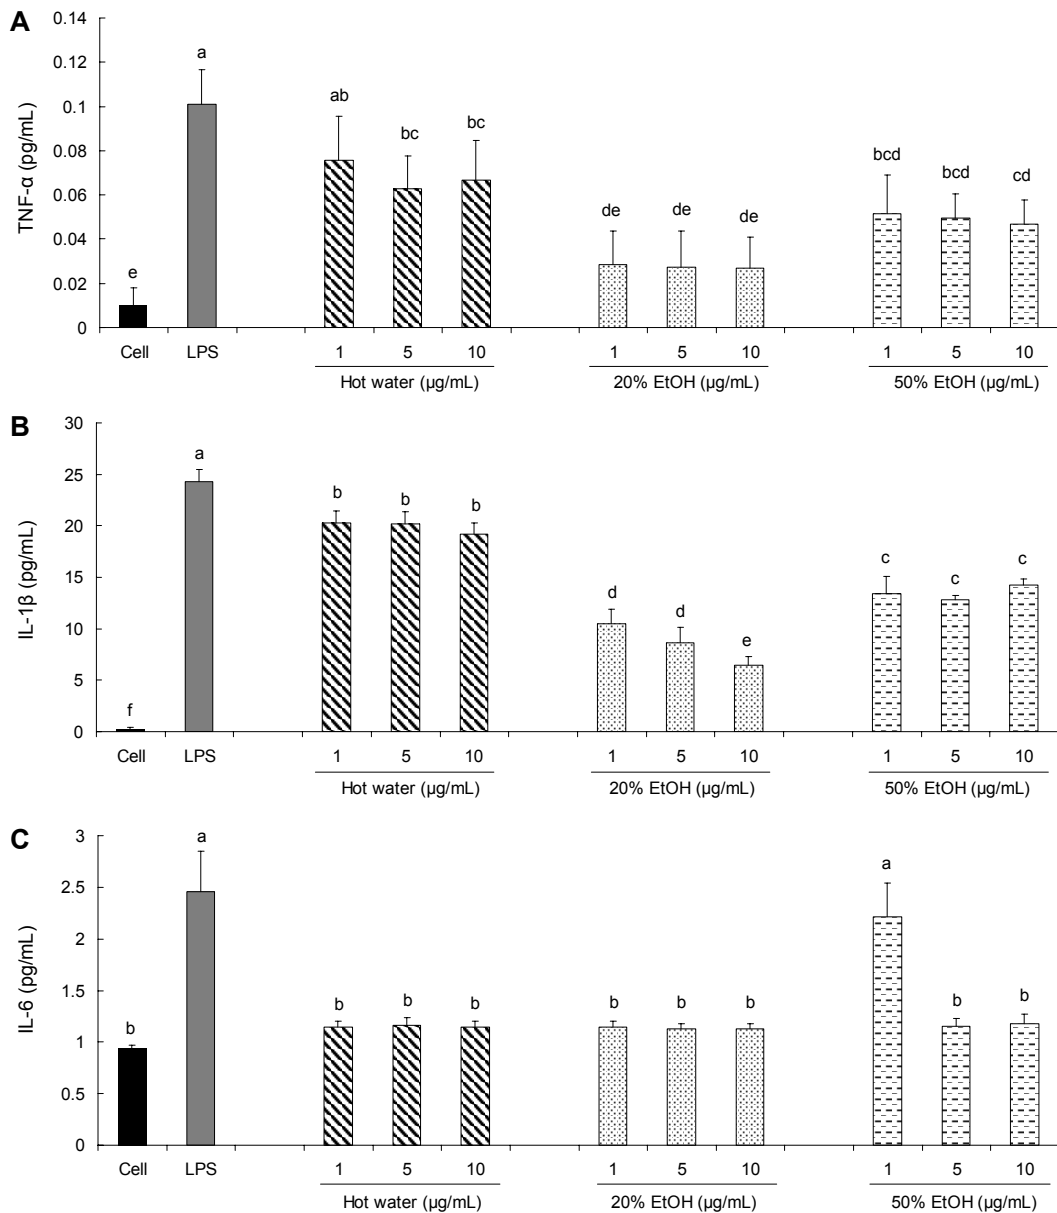 A
TNF-α (pg/mL)
0.14
0.12
0.1
0.08
0.06
0.04
0.02
0
e
a
ab
bc
bc
de
de
de
bcd
bcd
cd
Cell LPS 1 5 10 1 5 10 1 5 10
Hot water (µg/mL) 20% EtOH (µg/mL) 50% EtOH (µg/mL)
B
IL-1β (pg/mL)
30
25
20
15
10
5
0
f
a
b
b
b
d
d
e
c
c
c
Cell LPS 1 5 10 1 5 10 1 5 10
Hot water (µg/mL) 20% EtOH (µg/mL) 50% EtOH (µg/mL)
C
IL-6 (pg/mL)
3
2.5
2
1.5
1
0.5
0
b
a
b
b
b
b
b
b
a
b
b
Cell LPS 1 5 10 1 5 10 1 5 10
Hot water (µg/mL) 20% EtOH (µg/mL) 50% EtOH (µg/mL)